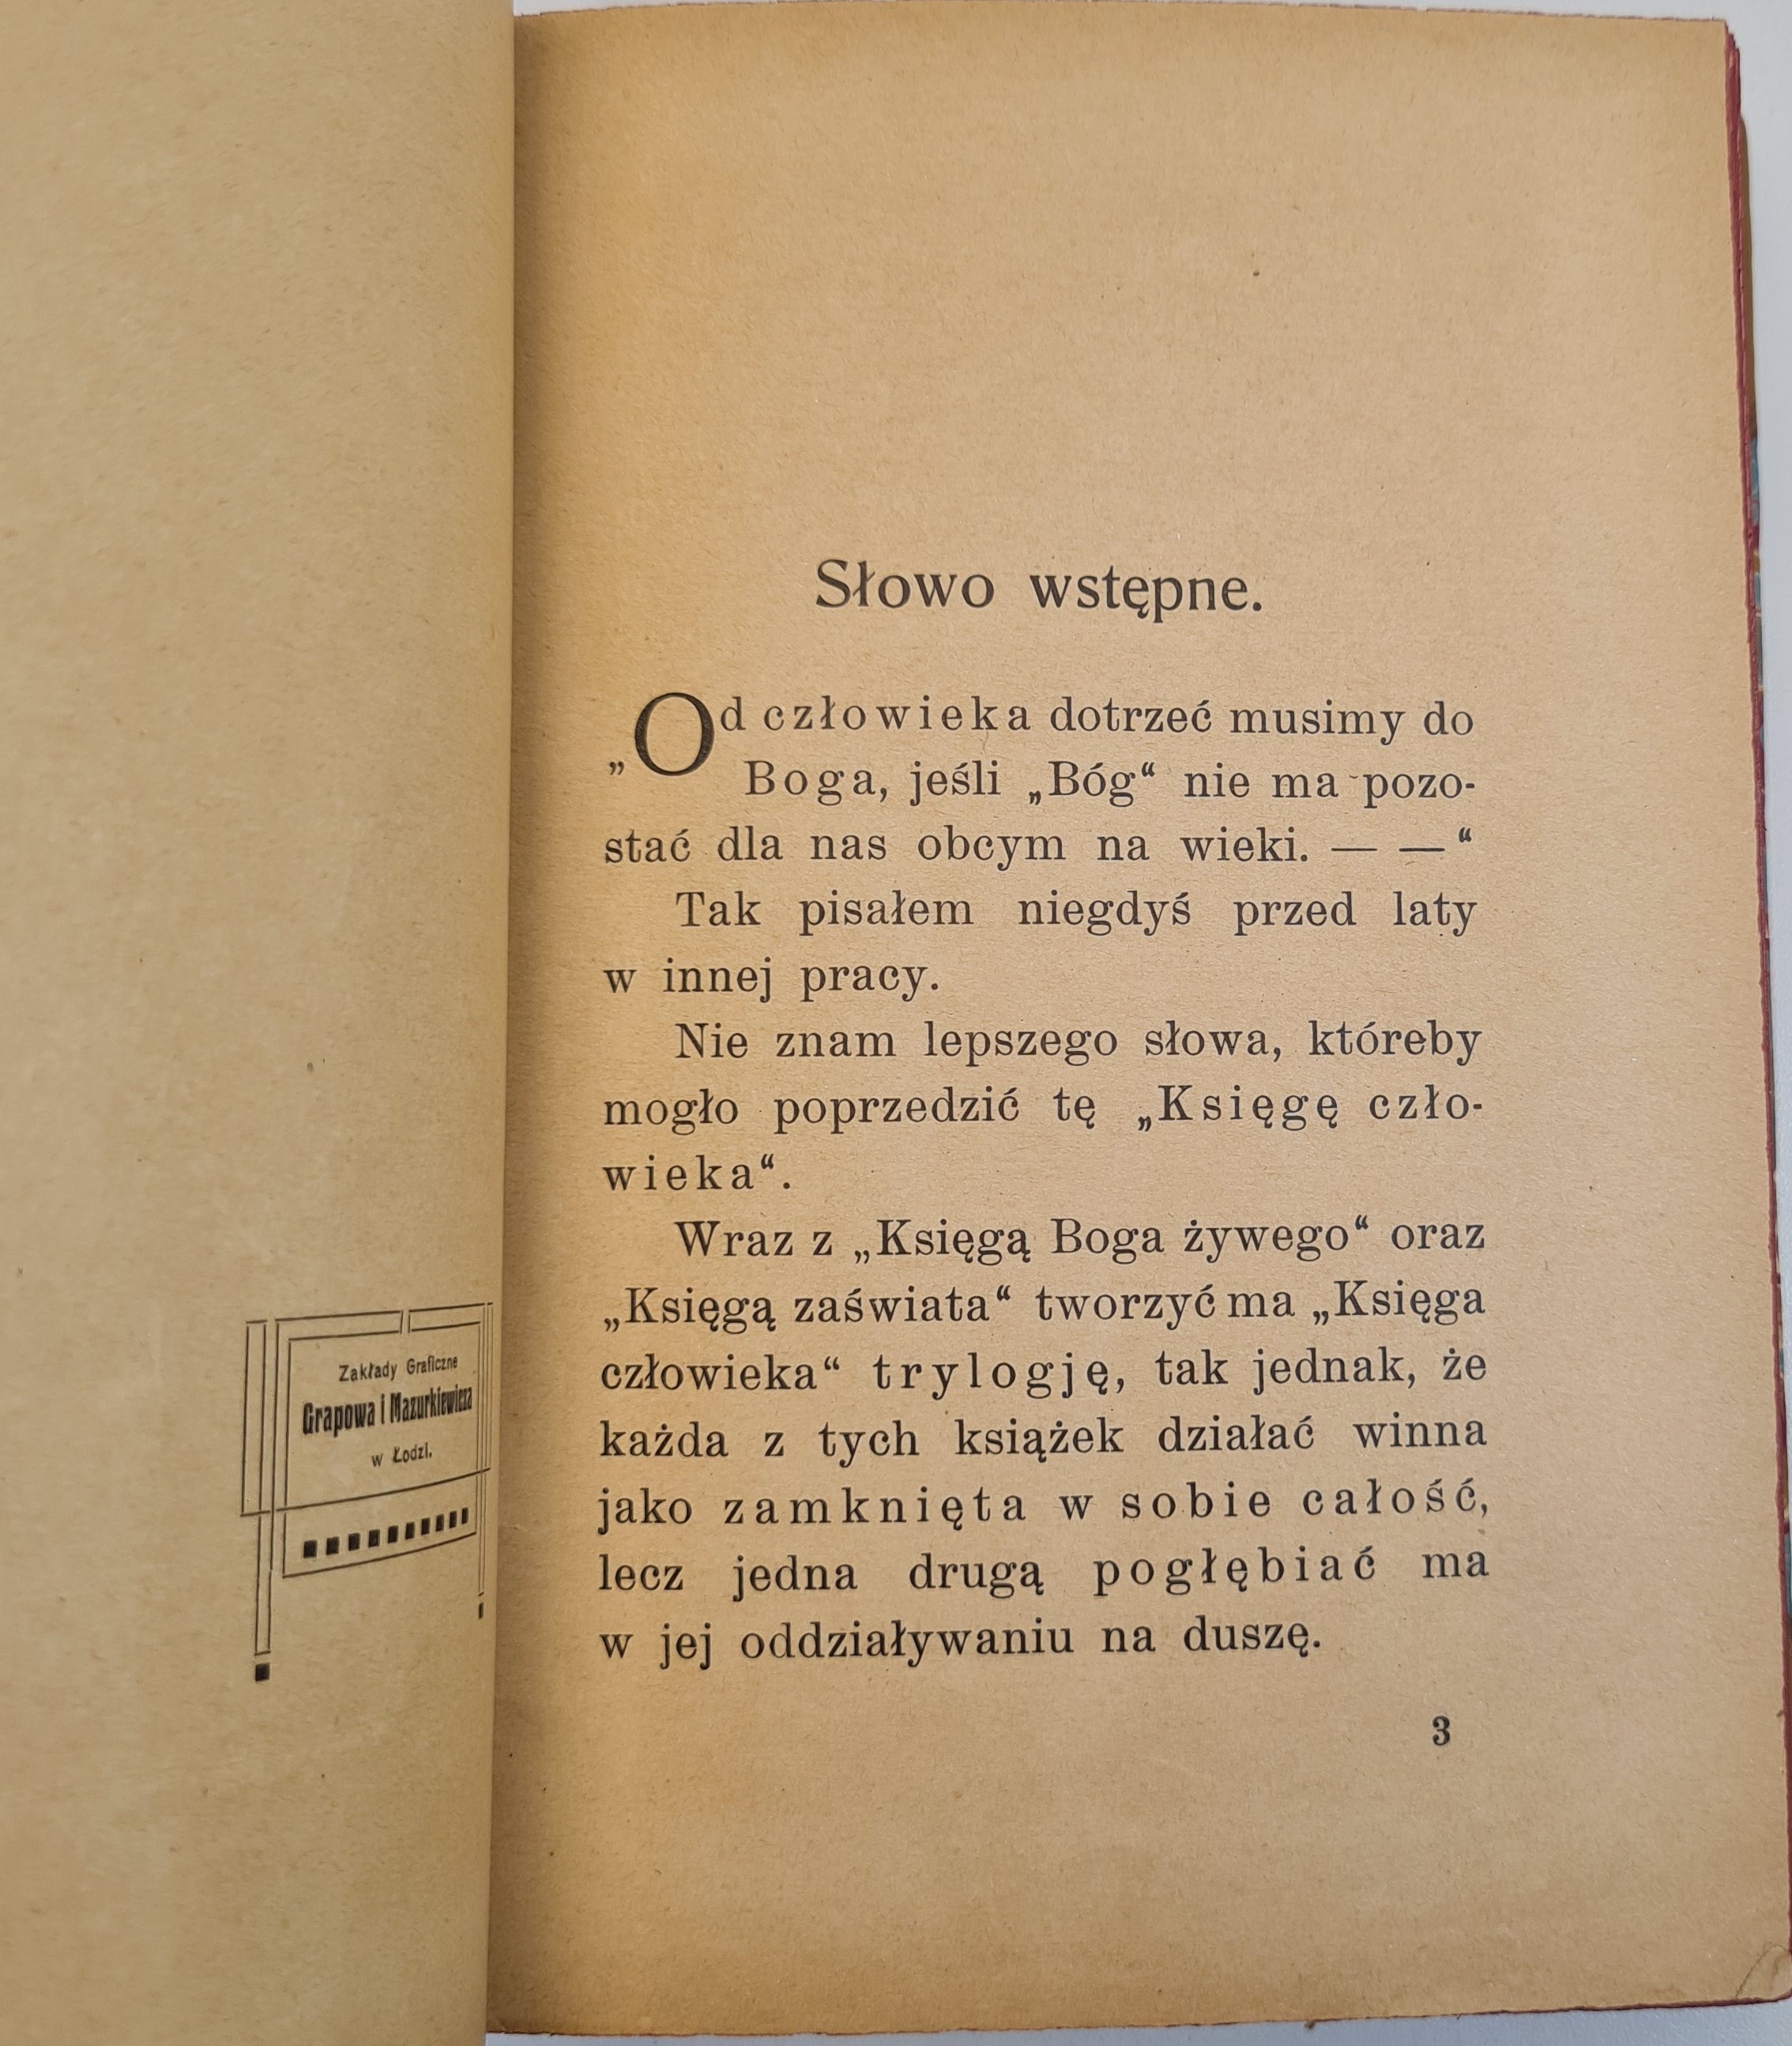 Zakłady Graficzne
Grapowa i Mazurkiewicza
w Łodzi.
Słowo wstępne.
„Od człowieka dotrzeć musimy do
Boga, jeśli „Bóg“ nie ma pozo-
stać dla nas obcym na wieki. — — “
Tak pisałem niegdyś przed laty
w innej pracy.
Nie znam lepszego słowa, któreby
mogło poprzedzić tę „Księgę czło-
wieka“.
Wraz z „Księgą Boga żywego“ oraz
„Księgą zaświata“ tworzyć ma „Księga
człowieka“ trylogję, tak jednak, że
każda z tych książek działać winna
jako zamknięta w sobie całość,
lecz jedna drugą pogłębiać ma
w jej oddziaływaniu na duszę.
3